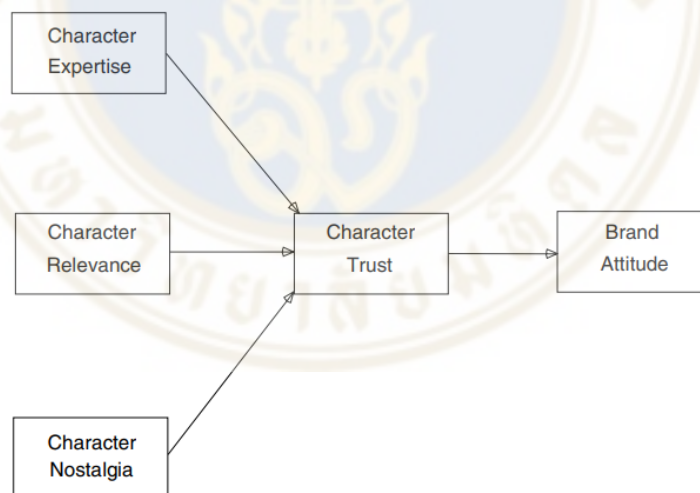 Character
Expertise
Character
Relevance
Character
Trust
Brand
Attitude
Character
Nostalgia